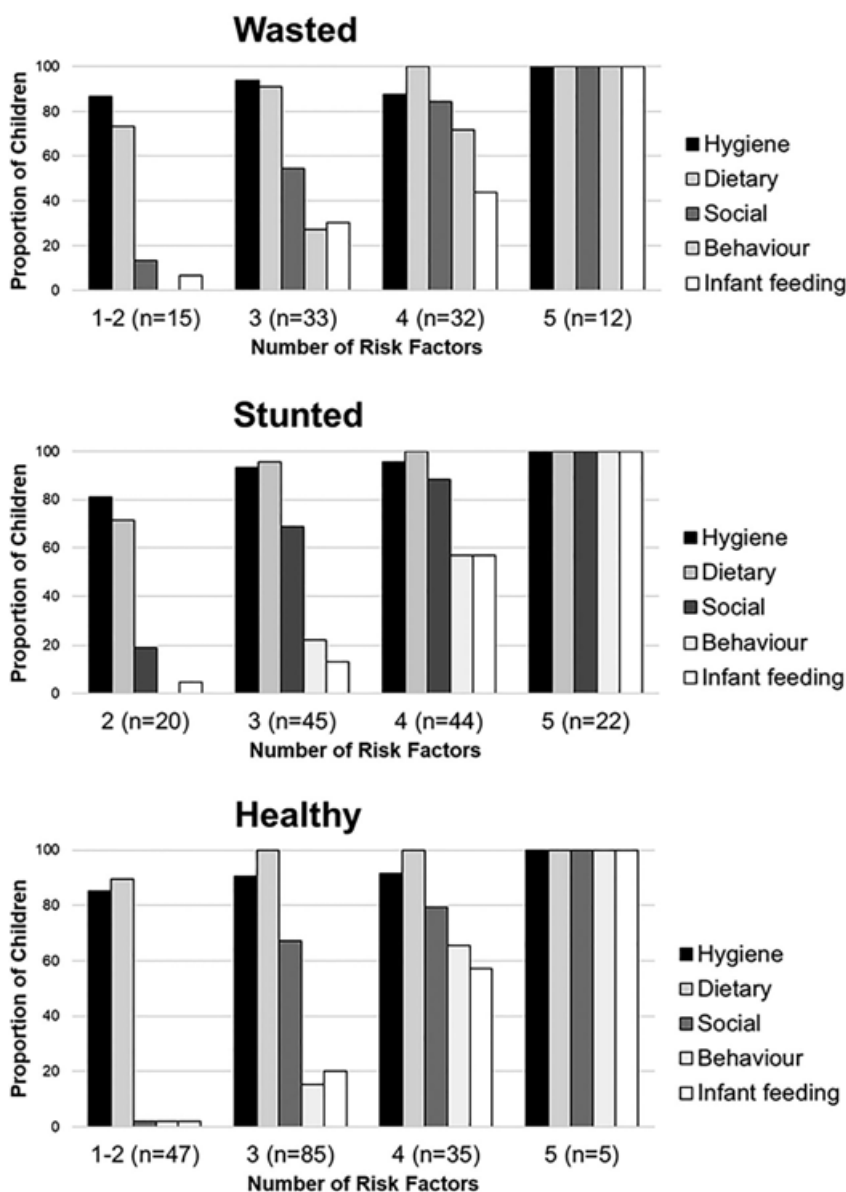 Wasted
Proportion of Children
100
80
60
40
20
0
1-2 (n=15) 3 (n=33) 4 (n=32) 5 (n=12)
Number of Risk Factors
Hygiene
Dietary
Social
Behaviour
Infant feeding
Stunted
Proportion of Children
100
80
60
40
20
0
2 (n=20) 3 (n=45) 4 (n=44) 5 (n=22)
Number of Risk Factors
Hygiene
Dietary
Social
Behaviour
Infant feeding
Healthy
Proportion of Children
100
80
60
40
20
0
1-2 (n=47) 3 (n=85) 4 (n=35) 5 (n=5)
Number of Risk Factors
Hygiene
Dietary
Social
Behaviour
Infant feeding